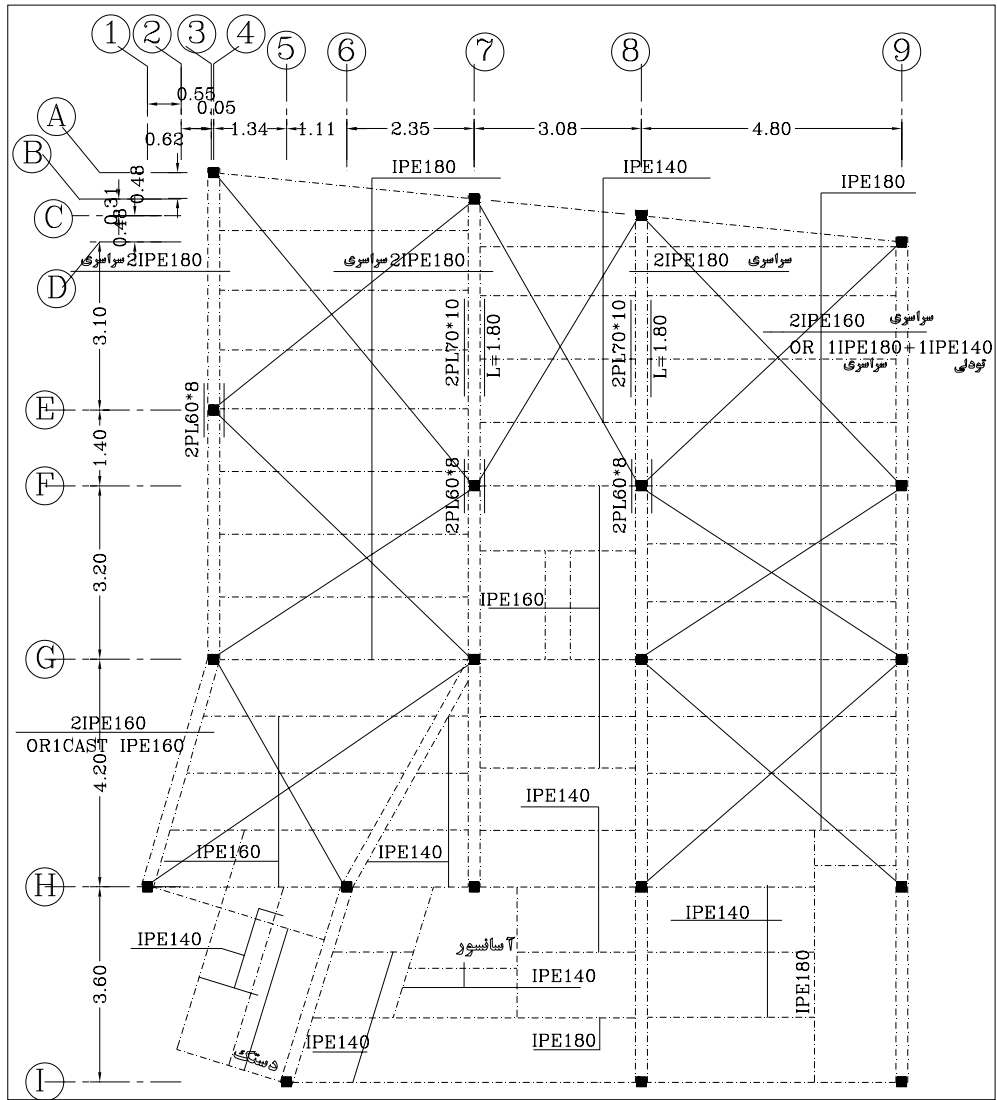 1
2
3
4
5
6
7
8
9
0.55
0.05
0.62
1.34
1.11
2.35
3.08
4.80
A
B
C
D
E
F
G
H
I
0.48
0.31
0.48
3.10
1.40
3.20
4.20
3.60
IPE180
IPE140
IPE180
2IPE180 سراسری
2IPE180 سراسری
2IPE180 سراسری
2PL70*10
L=1.80
2PL70*10
L=1.80
2IPE160 سراسری
OR 1IPE180+1IPE140
سراسری تودلی
2PL60*8
2PL60*8
2PL60*8
IPE160
2IPE160
OR1CAST IPE160
IPE140
IPE160
IPE140
IPE140
IPE140
آسانسور
IPE140
IPE180
IPE140
IPE180
دستک